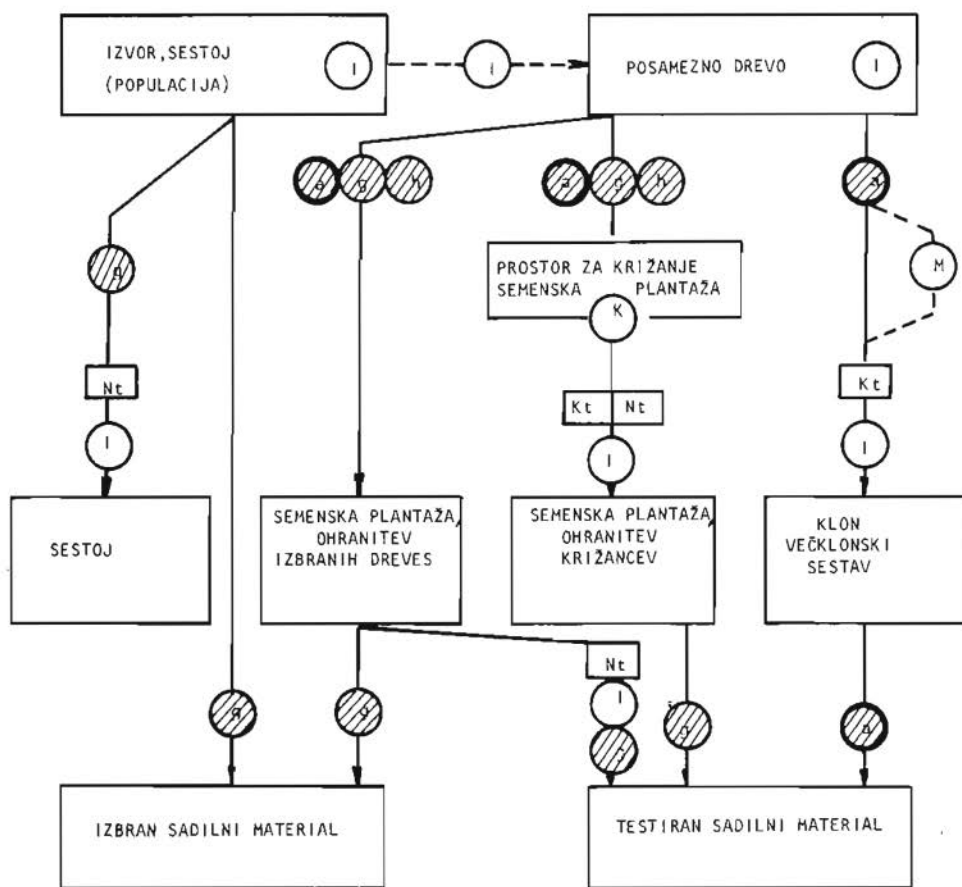 IZVOR,SESTOJ
(POPULACIJA)
I
i
POSAMEZNO DREVO
I
a g h
a g h
a
g
PROSTOR ZA KRIŽANJE
SEMENSKA PLANTAŽA
K
M
Nt
Kt Nt
Kt
I
I
I
SESTOJ
SEMENSKA PLANTAŽA,
OHRANITEV
IZBRANIH DREVES
SEMENSKA PLANTAŽA,
OHRANITEV
KRIŽANCEV
KLON
VEČKLONSKI
SESTAV
Nt
I
g
g
g
g
a
IZBRAN SADILNI MATERIAL
TESTIRAN SADILNI MATERIAL